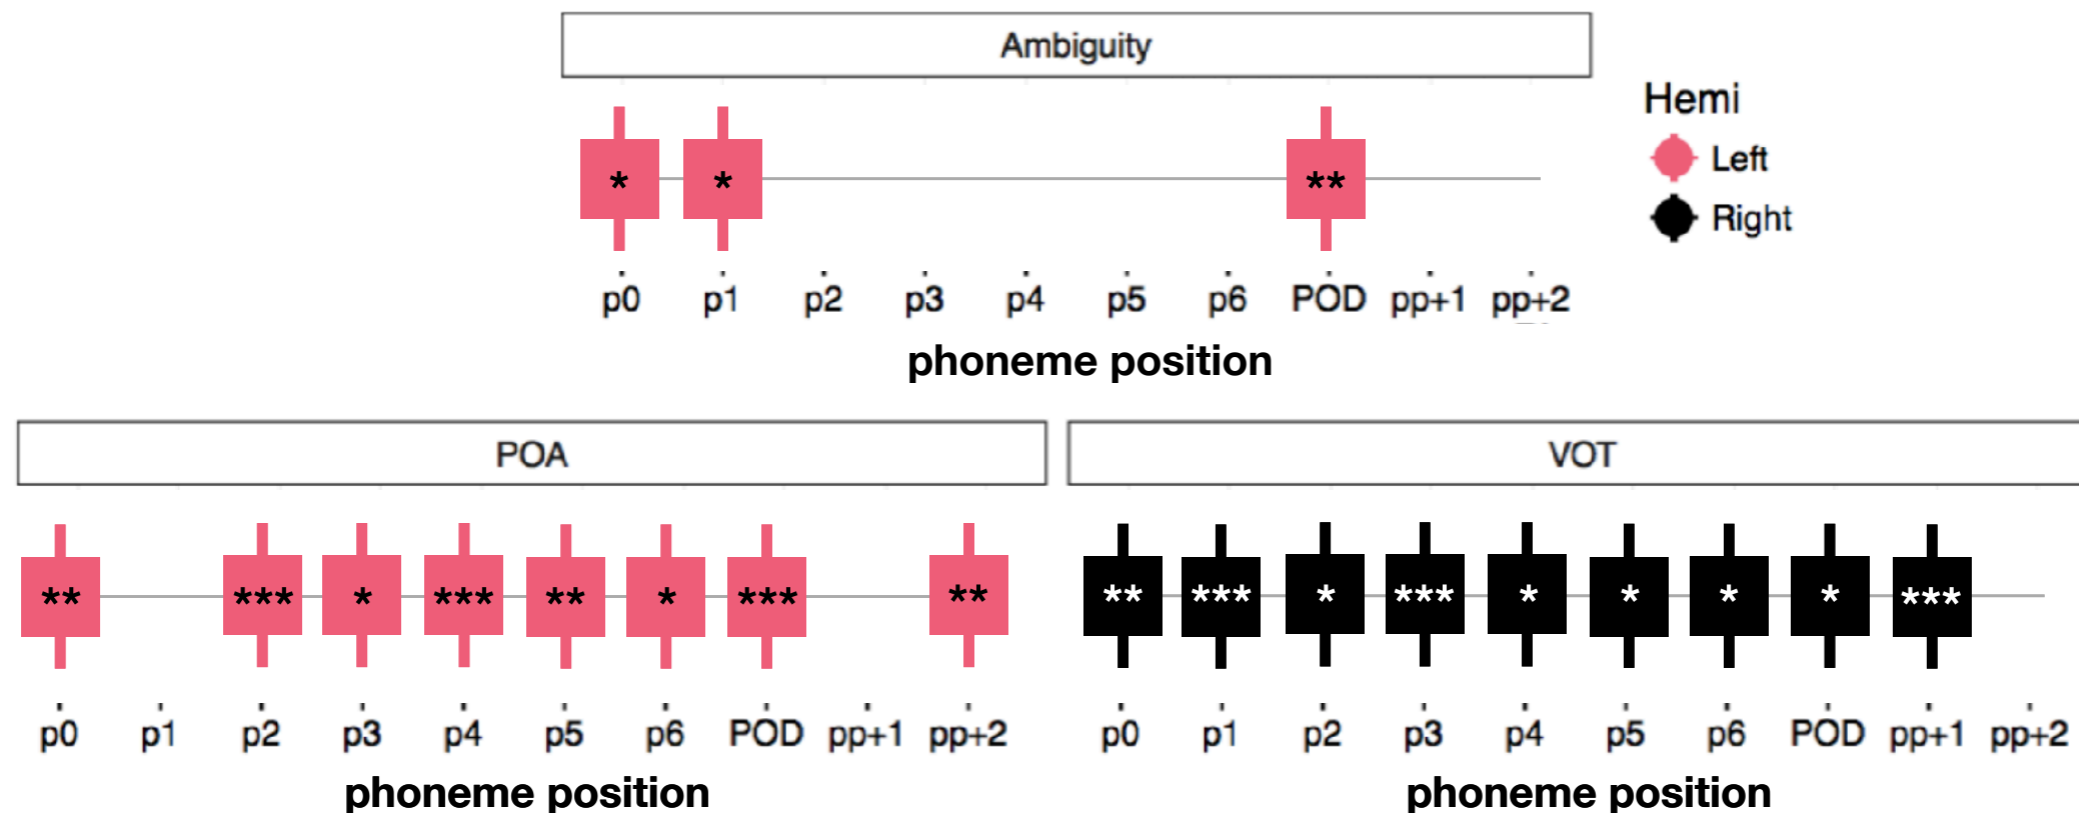 Ambiguity
Hemi
Left
Right
* * **
p0 p1 p2 p3 p4 p5 p6 POD pp+1 pp+2
phoneme position
POA
** *** * *** ** * *** **
p0 p1 p2 p3 p4 p5 p6 POD pp+1 pp+2
phoneme position
VOT
** *** * *** * * * * ***
p0 p1 p2 p3 p4 p5 p6 POD pp+1 pp+2
phoneme position